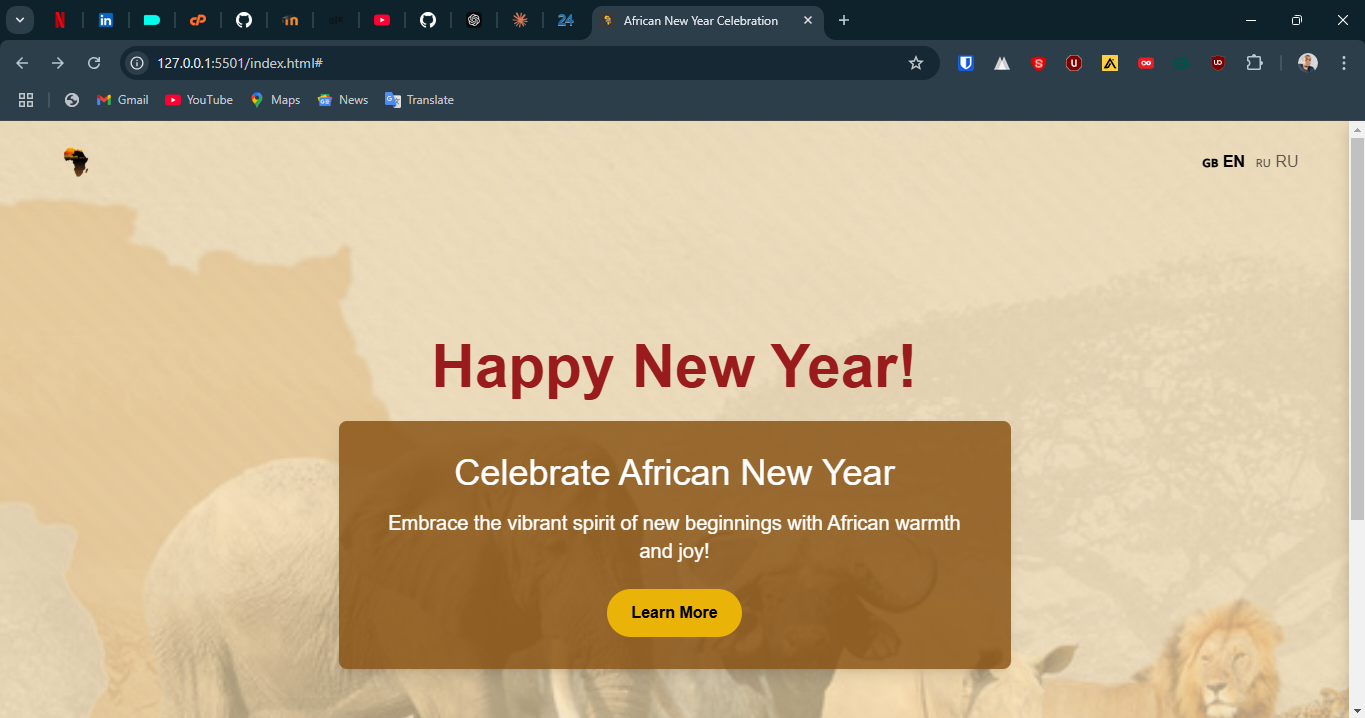 African New Year Celebration
127.0.0.1:5501/index.html#
Gmail
YouTube
Maps
News
Translate
GB EN RU RU
Happy New Year!
Celebrate African New Year
Embrace the vibrant spirit of new beginnings with African warmth
and joy!
Learn More